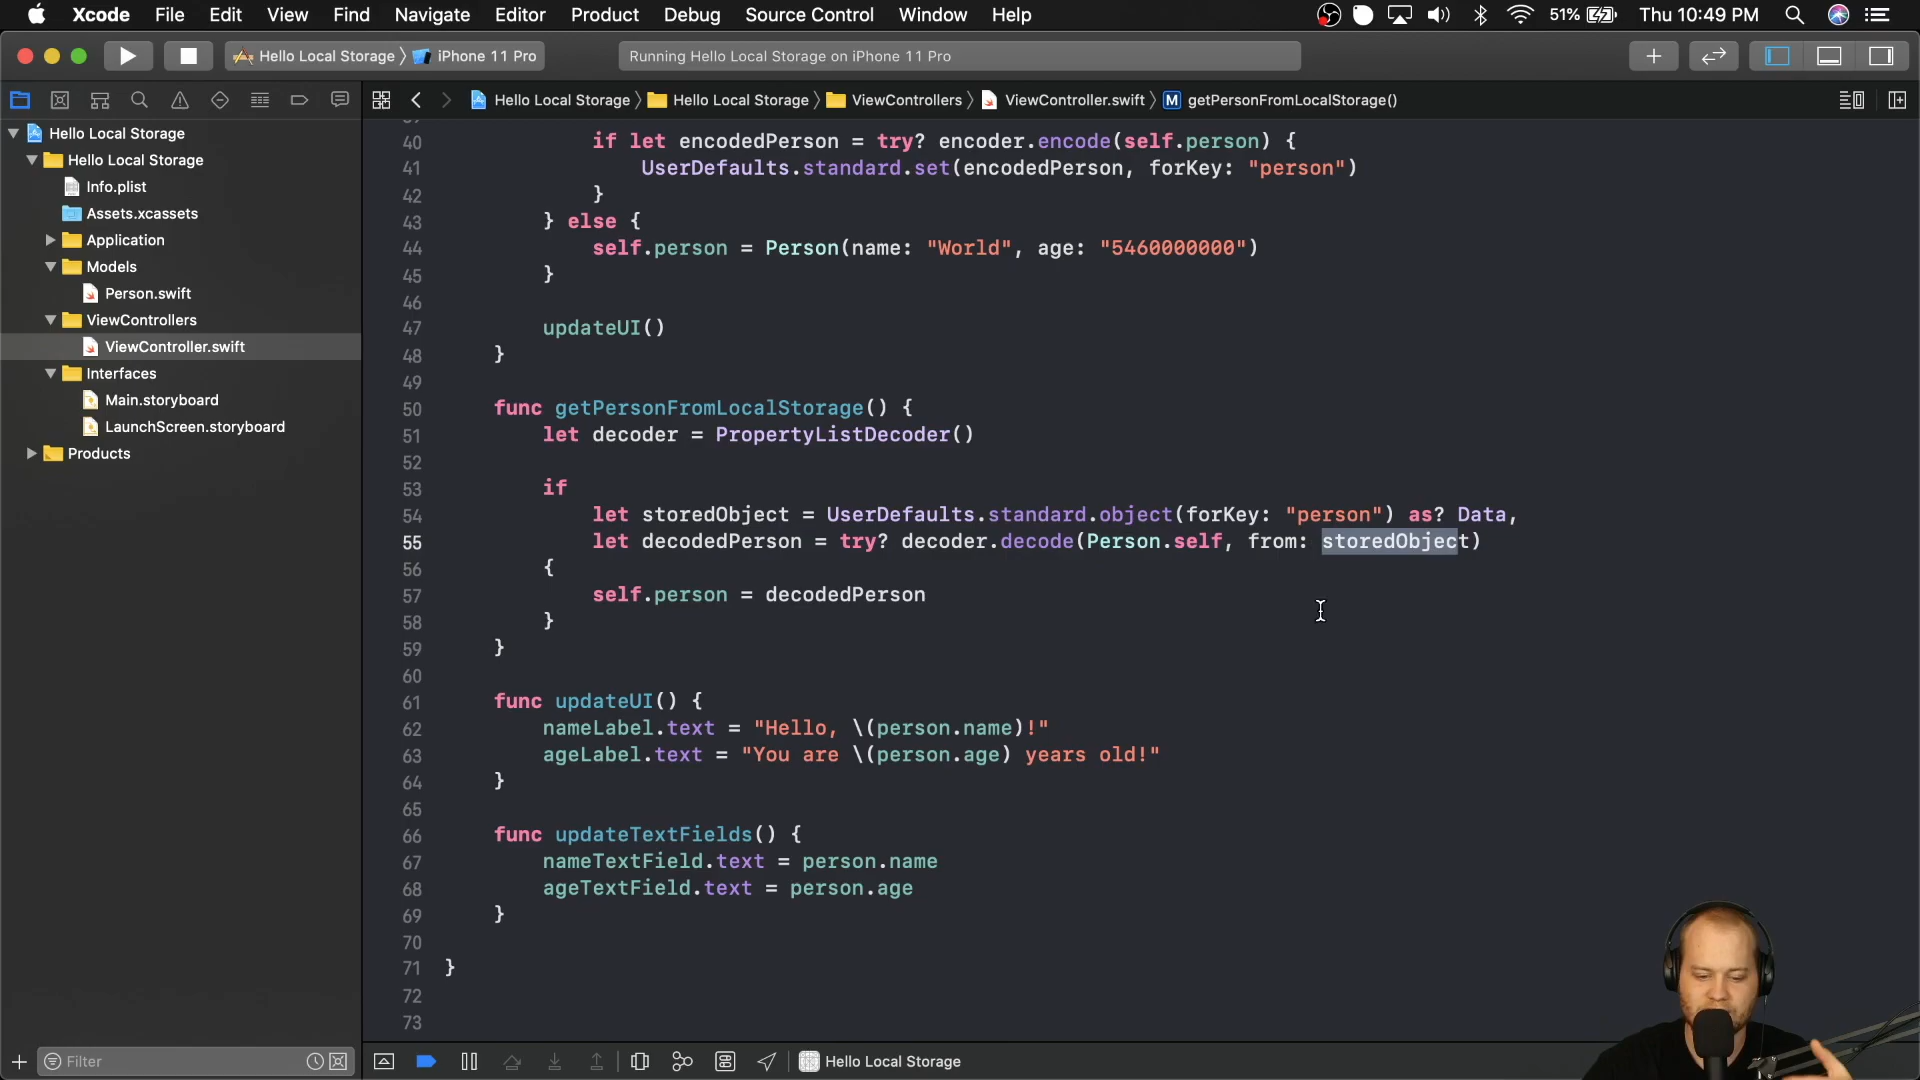 Xcode File Edit View Find Navigate Editor Product Debug Source Control Window Help 51% Thu 10:49 PM
Hello Local Storage iPhone 11 Pro Running Hello Local Storage on iPhone 11 Pro
Hello Local Storage Hello Local Storage ViewControllers ViewController.swift M getPersonFromLocalStorage()
Hello Local Storage
Hello Local Storage
Info.plist
Assets.xcassets
Application
Models
Person.swift
ViewControllers
ViewController.swift
Interfaces
Main.storyboard
LaunchScreen.storyboard
Products
40 if let encodedPerson = try? encoder.encode(self.person) {
41 UserDefaults.standard.set(encodedPerson, forKey: "person")
42 }
43 } else {
44 self.person = Person(name: "World", age: "5460000000")
45 }
46
47 updateUI()
48 }
49
50 func getPersonFromLocalStorage() {
51 let decoder = PropertyListDecoder()
52
53 if
54 let storedObject = UserDefaults.standard.object(forKey: "person") as? Data,
55 let decodedPerson = try? decoder.decode(Person.self, from: storedObject)
56 {
57 self.person = decodedPerson
58 }
59 }
60
61 func updateUI() {
62 nameLabel.text = "Hello, \(person.name)!"
63 ageLabel.text = "You are \(person.age) years old!"
64 }
65
66 func updateTextFields() {
67 nameTextField.text = person.name
68 ageTextField.text = person.age
69 }
70
71 }
72
73
Filter Hello Local Storage